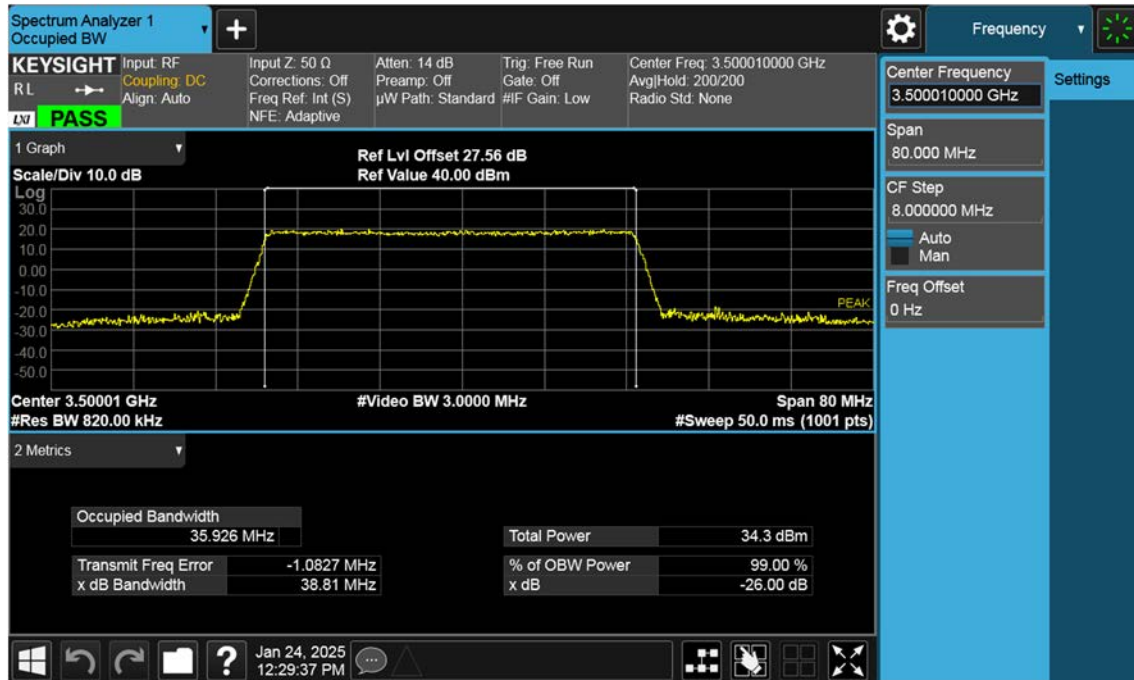 Spectrum Analyzer 1
Occupied BW
+
Frequency
KEYSIGHT
RL
LXI
PASS
Input: RF
Coupling: DC
Align: Auto
Input Z: 50 Ω
Corrections: Off
Freq Ref: Int (S)
NFE: Adaptive
Atten: 14 dB
Preamp: Off
µW Path: Standard
Trig: Free Run
Gate: Off
#IF Gain: Low
Center Freq: 3.500010000 GHz
Avg|Hold: 200/200
Radio Std: None
Center Frequency
3.500010000 GHz
Settings
Span
80.000 MHz
CF Step
8.000000 MHz
Auto
Man
Freq Offset
0 Hz
1 Graph
Scale/Div 10.0 dB
Ref Lvl Offset 27.56 dB
Ref Value 40.00 dBm
Log
30.0
20.0
10.0
0.00
-10.0
-20.0
-30.0
-40.0
-50.0
PEAK
Center 3.50001 GHz
#Video BW 3.0000 MHz
Span 80 MHz
#Res BW 820.00 kHz
#Sweep 50.0 ms (1001 pts)
2 Metrics
Occupied Bandwidth
35.926 MHz
Total Power 34.3 dBm
Transmit Freq Error -1.0827 MHz
% of OBW Power 99.00 %
x dB Bandwidth 38.81 MHz
x dB -26.00 dB
?
Jan 24, 2025
12:29:37 PM